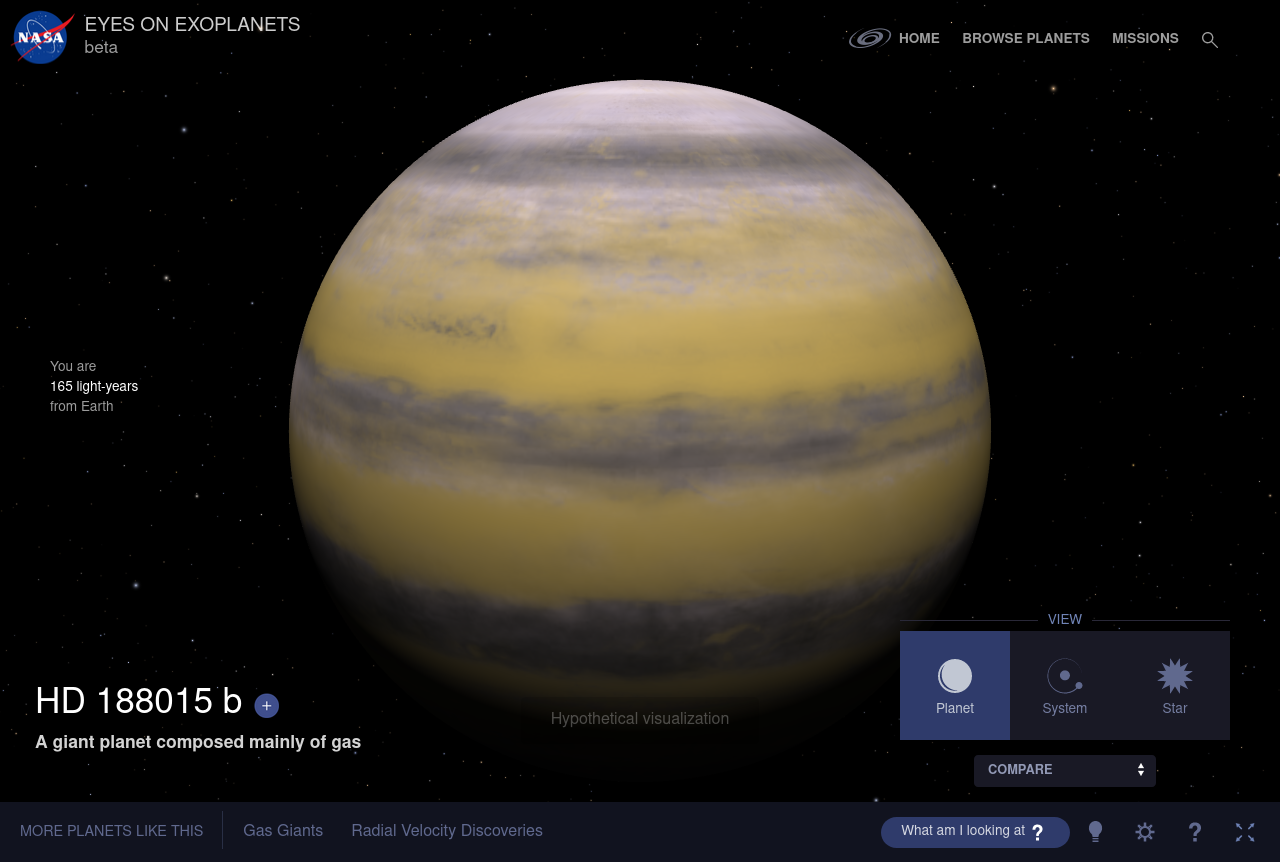 NASA
EYES ON EXOPLANETS
beta
HOME
BROWSE PLANETS
MISSIONS
You are
165 light-years
from Earth
VIEW
Planet
System
Star
HD 188015 b +
A giant planet composed mainly of gas
Hypothetical visualization
COMPARE
MORE PLANETS LIKE THIS
Gas Giants
Radial Velocity Discoveries
What am I looking at ?
?